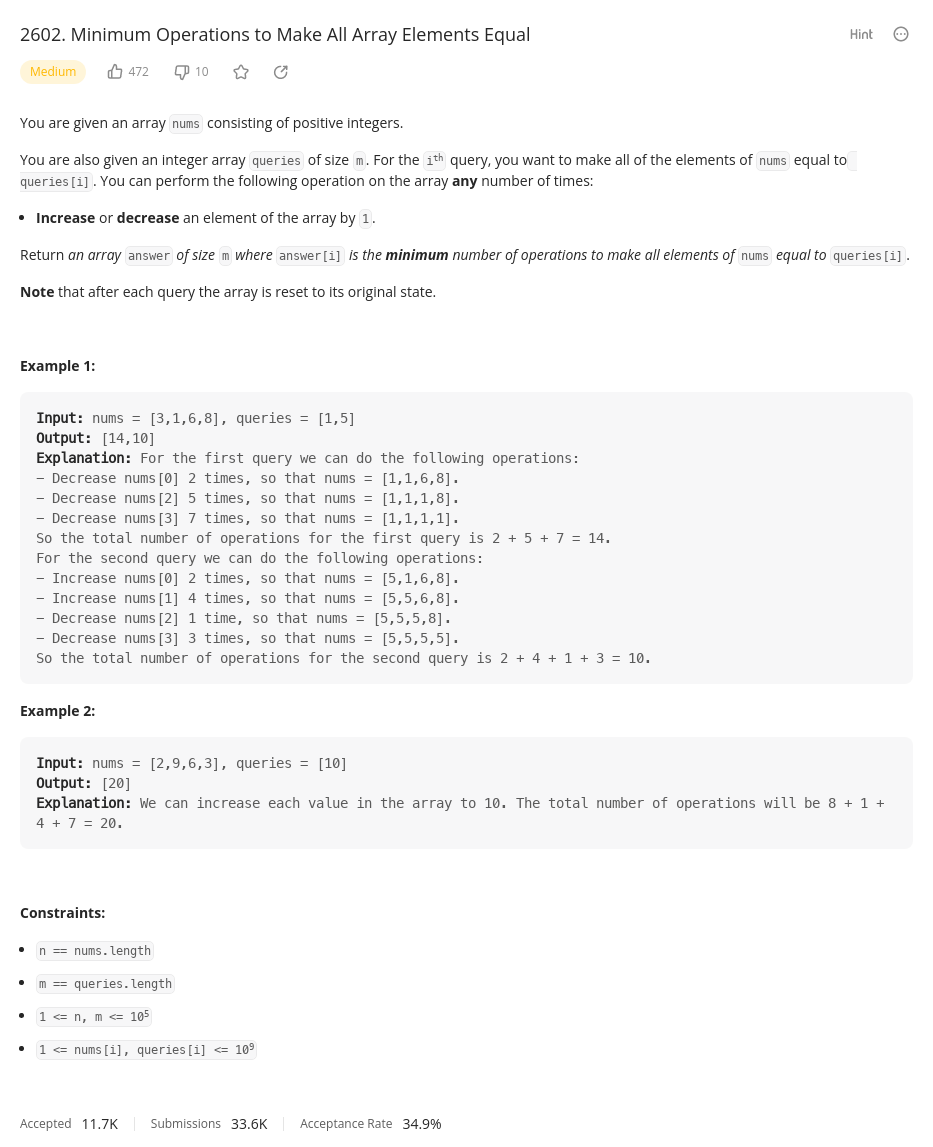 2602. Minimum Operations to Make All Array Elements Equal
Hint
Medium 472 10
You are given an array nums consisting of positive integers.
You are also given an integer array queries of size m. For the ith query, you want to make all of the elements of nums equal to
queries[i]. You can perform the following operation on the array any number of times:
• Increase or decrease an element of the array by 1.
Return an array answer of size m where answer[i] is the minimum number of operations to make all elements of nums equal to queries[i].
Note that after each query the array is reset to its original state.
Example 1:
Input: nums = [3,1,6,8], queries = [1,5]
Output: [14,10]
Explanation: For the first query we can do the following operations:
− Decrease nums[0] 2 times, so that nums = [1,1,6,8].
− Decrease nums[2] 5 times, so that nums = [1,1,1,8].
− Decrease nums[3] 7 times, so that nums = [1,1,1,1].
So the total number of operations for the first query is 2 + 5 + 7 = 14.
For the second query we can do the following operations:
− Increase nums[0] 2 times, so that nums = [5,1,6,8].
− Increase nums[1] 4 times, so that nums = [5,5,6,8].
− Decrease nums[2] 1 time, so that nums = [5,5,5,8].
− Decrease nums[3] 3 times, so that nums = [5,5,5,5].
So the total number of operations for the second query is 2 + 4 + 1 + 3 = 10.
Example 2:
Input: nums = [2,9,6,3], queries = [10]
Output: [20]
Explanation: We can increase each value in the array to 10. The total number of operations will be 8 + 1 +
4 + 7 = 20.
Constraints:
• n == nums.length
• m == queries.length
• 1 <= n, m <= 10⁵
• 1 <= nums[i], queries[i] <= 10⁹
Accepted 11.7K Submissions 33.6K Acceptance Rate 34.9%